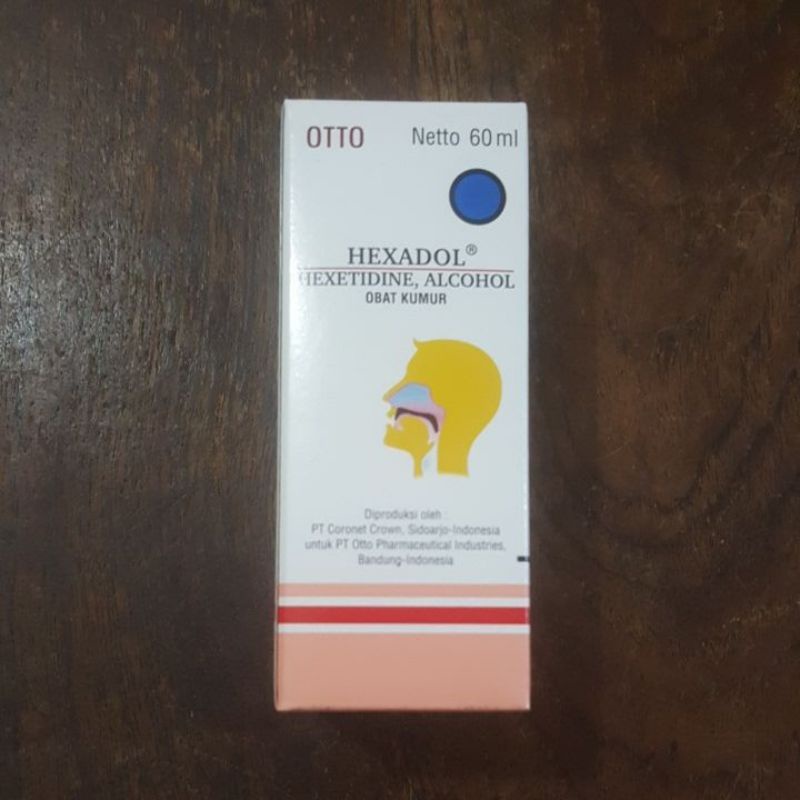 OTTO Netto 60 ml
HEXADOL®
HEXETIDINE, ALCOHOL
OBAT KUMUR
Diproduksi oleh :
PT Coronet Crown, Sidoarjo-Indonesia
untuk PT Otto Pharmaceutical Industries,
Bandung-Indonesia